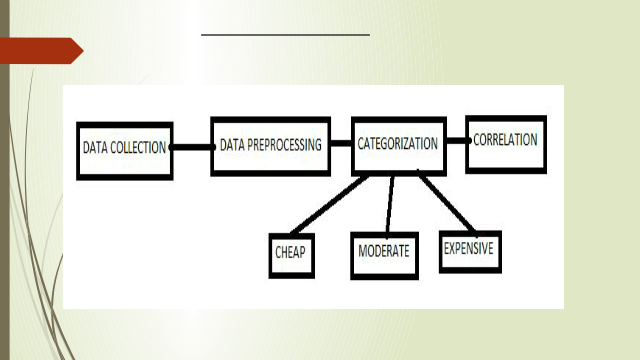 DATA COLLECTION
DATA PREPROCESSING
CATEGORIZATION
CORRELATION
CHEAP
MODERATE
EXPENSIVE